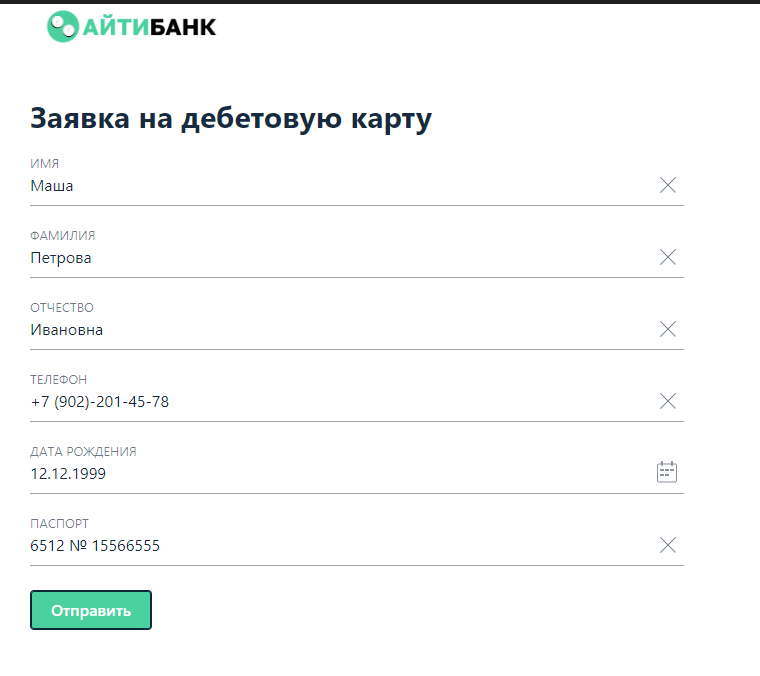 АЙТИБАНК
Заявка на дебетовую карту
ИМЯ
Маша
ФАМИЛИЯ
Петрова
ОТЧЕСТВО
Ивановна
ТЕЛЕФОН
+7 (902)-201-45-78
ДАТА РОЖДЕНИЯ
12.12.1999
ПАСПОРТ
6512 № 15566555
Отправить